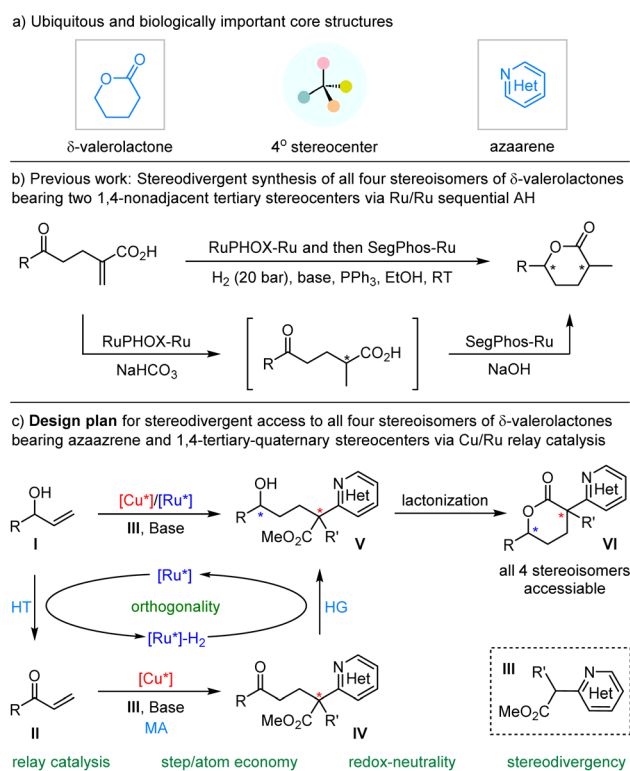 a) Ubiquitous and biologically important core structures
O
O
N
Het
δ-valerolactone
4o stereocenter
azaarene
b) Previous work: Stereodivergent synthesis of all four stereoisomers of δ-valerolactones
bearing two 1,4-nonadjacent tertiary stereocenters via Ru/Ru sequential AH
O
R
CO2H
RuPHOX-Ru and then SegPhos-Ru
H2 (20 bar), base, PPh3, EtOH, RT
O
O
R
*
*
RuPHOX-Ru
NaHCO3
O
R
*
CO2H
SegPhos-Ru
NaOH
c) Design plan for stereodivergent access to all four stereoisomers of δ-valerolactones
bearing azaazrene and 1,4-tertiary-quaternary stereocenters via Cu/Ru relay catalysis
OH
R
I
[Cu*]/[Ru*]
III, Base
OH
R
*
*
N
Het
MeO2C
R'
V
lactonization
O
O
N
Het
*
*
R'
R
VI
all 4 stereoisomers
accessiable
HT
[Ru*]
orthogonality
[Ru*]-H2
HG
O
R
II
[Cu*]
III, Base
MA
O
R
*
N
Het
MeO2C
R'
IV
III
R'
N
Het
MeO2C
relay catalysis
step/atom economy
redox-neutrality
stereodivergency